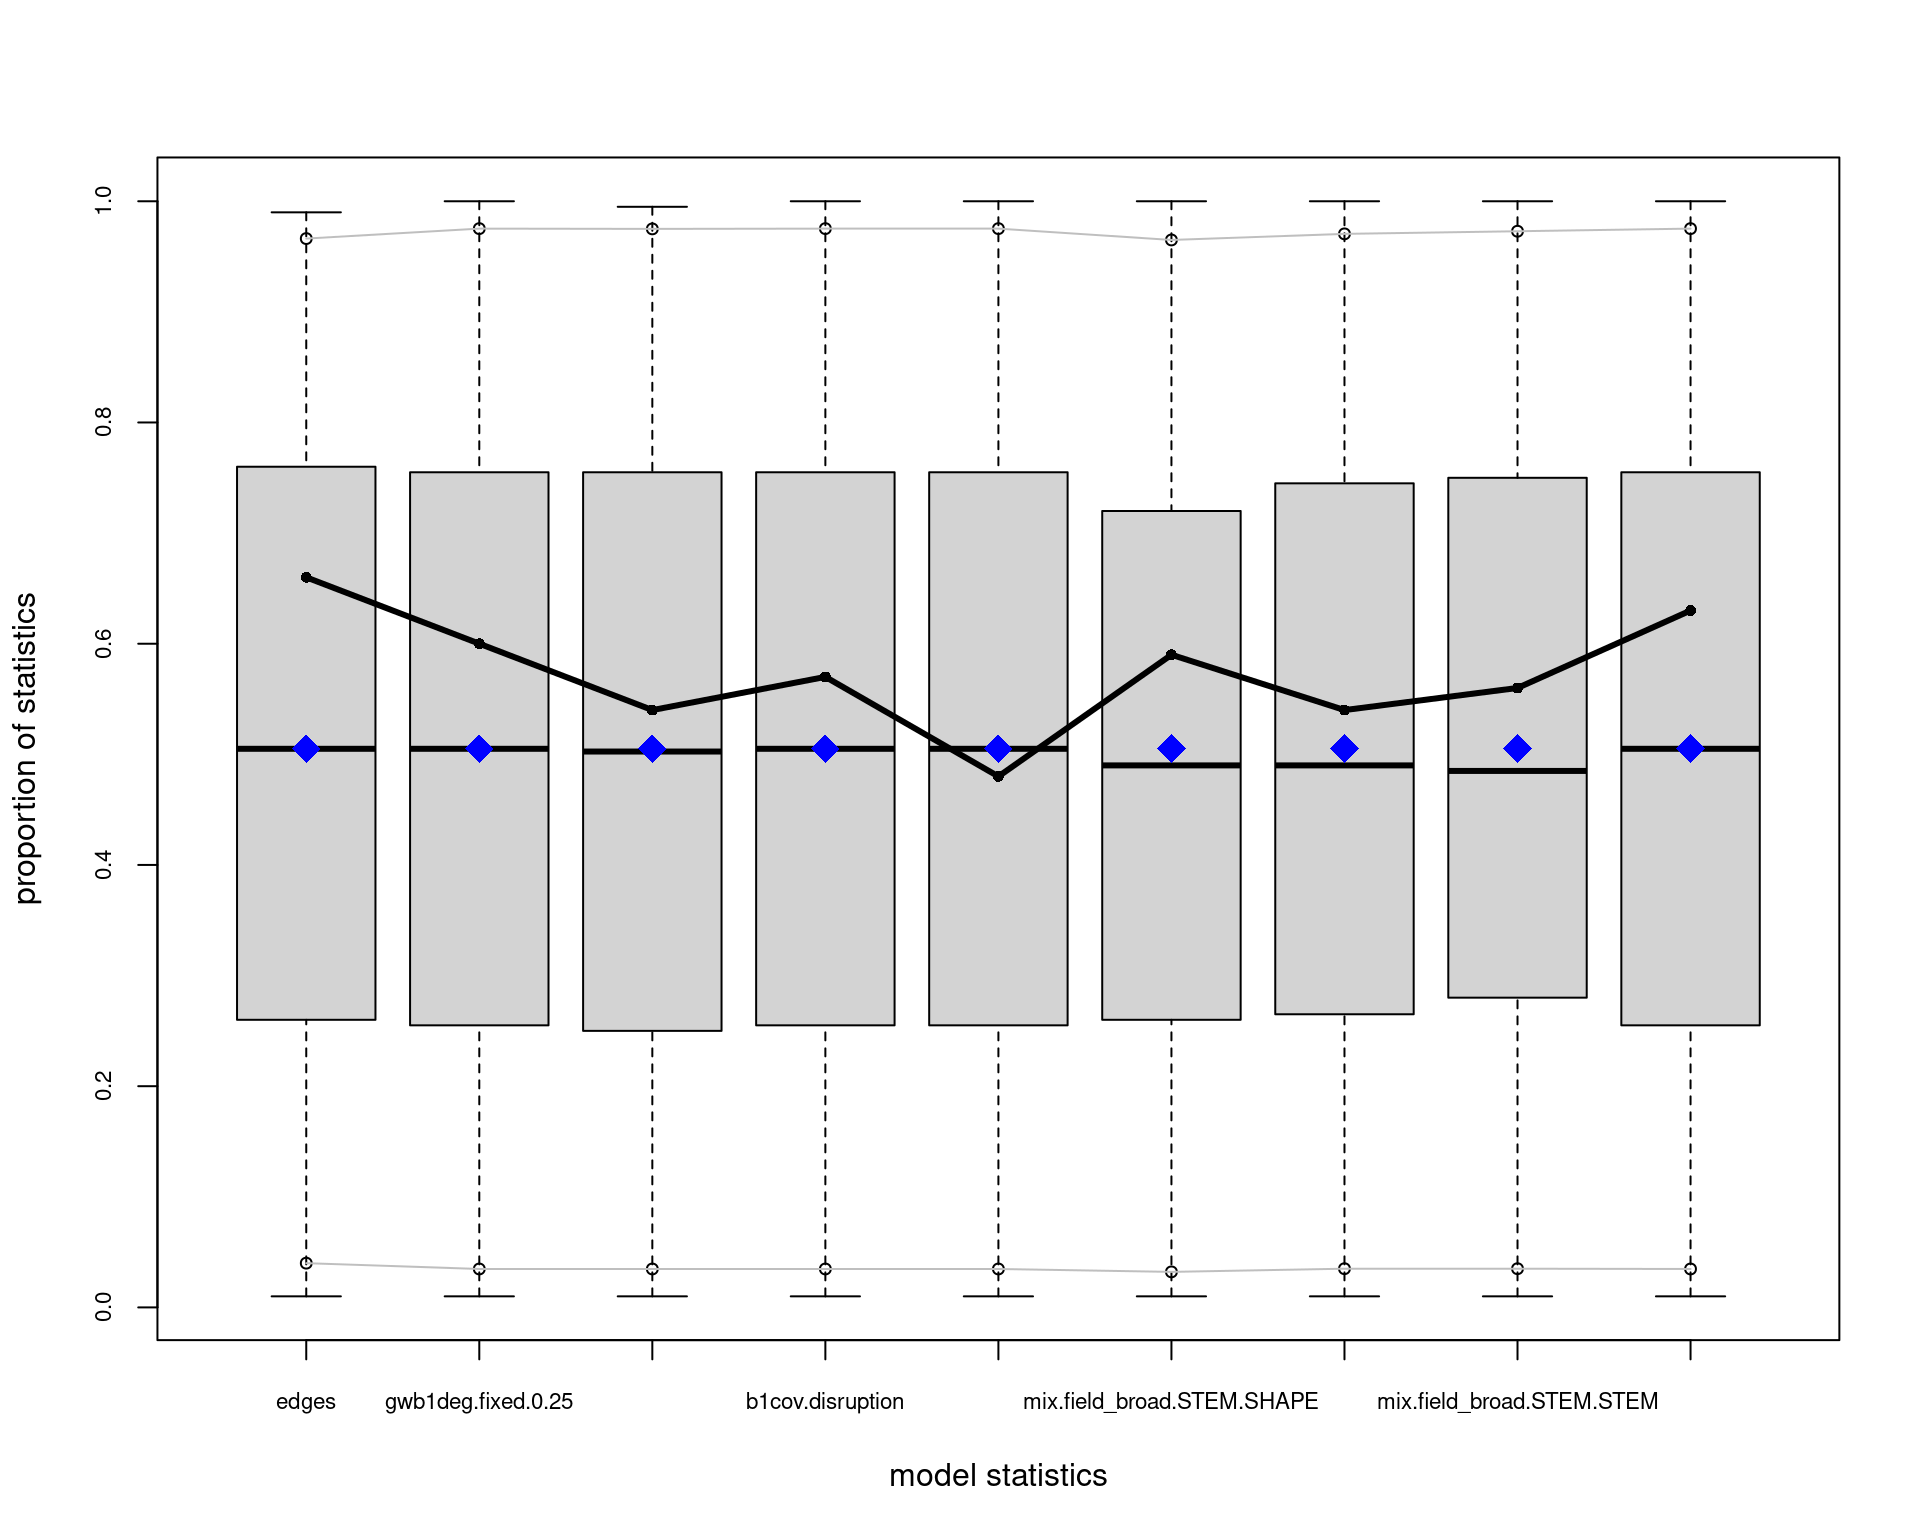 proportion of statistics
1.0
0.8
0.6
0.4
0.2
0.0
edges gwb1deg.fixed.0.25 b1cov.disruption mix.field_broad.STEM.SHAPE mix.field_broad.STEM.STEM
model statistics